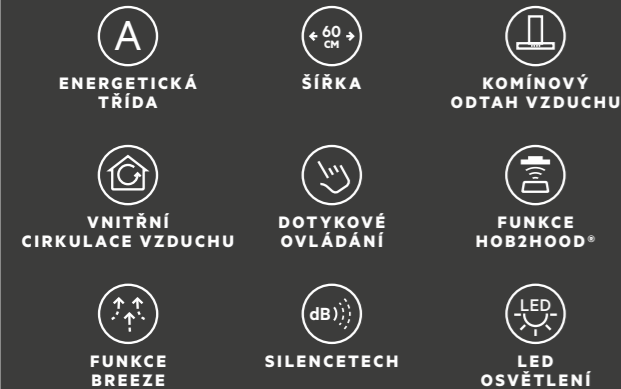 A
ENERGETICKÁ
TŘÍDA
60
CM
ŠÍŘKA
KOMÍNOVÝ
ODTAH VZDUCHU
VNITŘNÍ
CIRKULACE VZDUCHU
DOTYKOVÉ
OVLÁDÁNÍ
FUNKCE
HOB2HOOD®
FUNKCE
BREEZE
dB
SILENCETECH
LED
LED
OSVĚTLENÍ